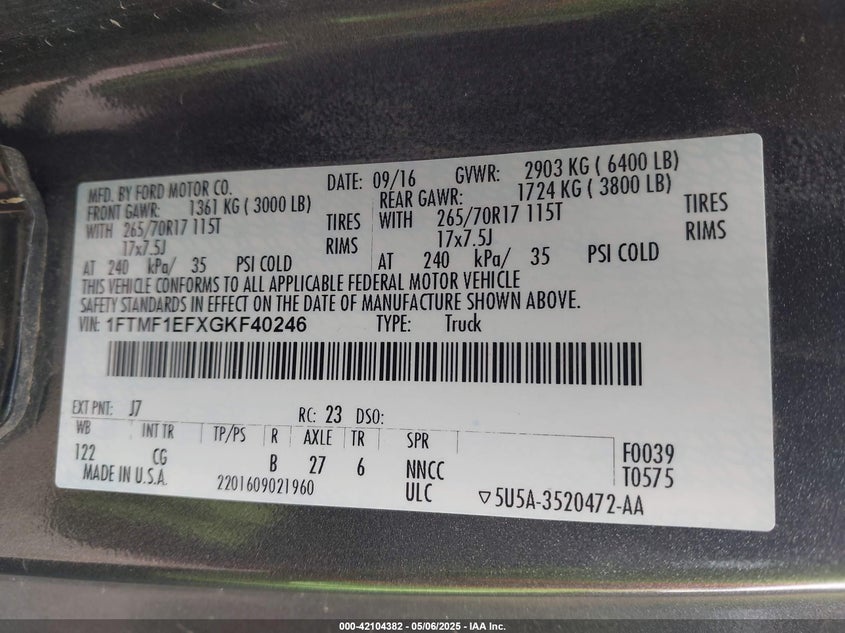 MFD. BY FORD MOTOR CO. DATE: 09/16 GVWR: 2903 KG ( 6400 LB)
FRONT GAWR: 1361 KG ( 3000 LB) REAR GAWR: 1724 KG ( 3800 LB)
WITH 265/70R17 115T TIRES WITH 265/70R17 115T TIRES
17x7.5J RIMS 17x7.5J RIMS
AT 240 kPa/ 35 PSI COLD AT 240 kPa/ 35 PSI COLD
THIS VEHICLE CONFORMS TO ALL APPLICABLE FEDERAL MOTOR VEHICLE
SAFETY STANDARDS IN EFFECT ON THE DATE OF MANUFACTURE SHOWN ABOVE.
VIN: 1FTMF1EFXGKF40246 TYPE: Truck
EXT PNT: J7 RC: 23 DSO:
WB INT TR TP/PS R AXLE TR SPR
122 CG B 27 6 NNCC F0039
MADE IN U.S.A. 2201609021960 ULC T0575
▽5U5A-3520472-AA
000-42104382 - 05/06/2025 - IAA Inc.